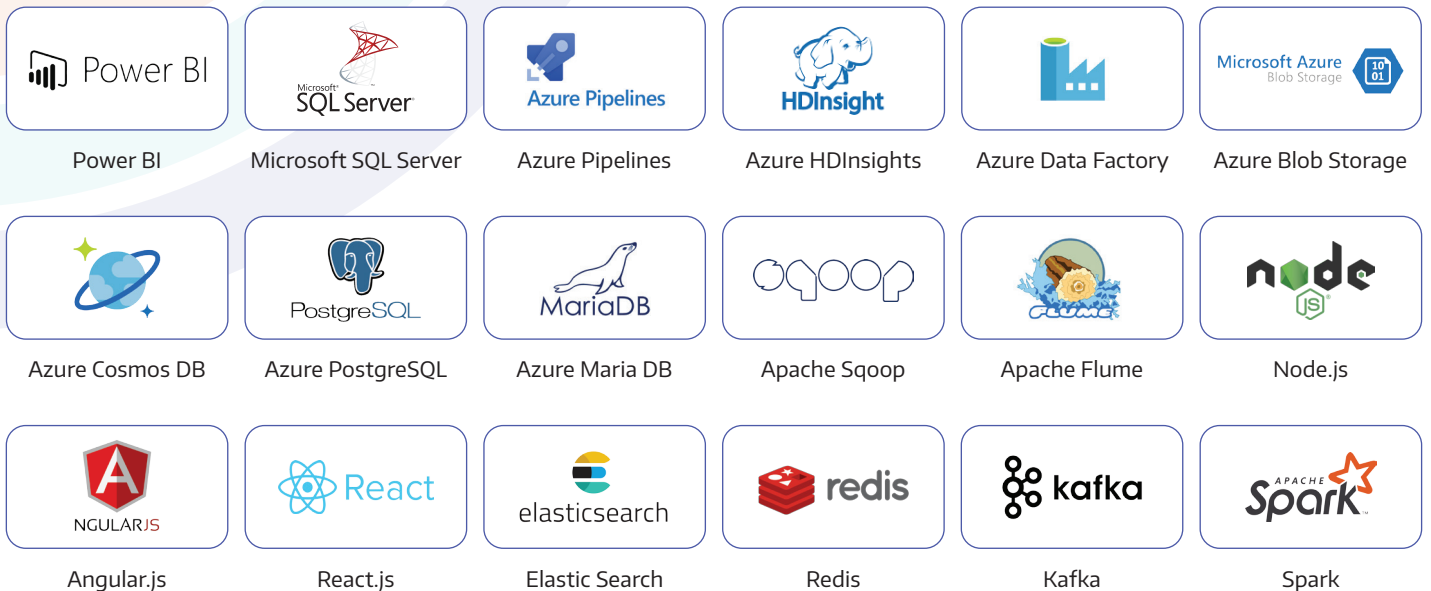 Power BI
Microsoft®
SQL Server
Azure Pipelines
HDInsight
Microsoft Azure
Blob Storage
10
01
Power BI
Microsoft SQL Server
Azure Pipelines
Azure HDInsights
Azure Data Factory
Azure Blob Storage
PostgreSQL
MariaDB
sqoop
FLUME
node
JS®
Azure Cosmos DB
Azure PostgreSQL
Azure Maria DB
Apache Sqoop
Apache Flume
Node.js
A
NGULARJS
React
elasticsearch
redis
kafka
APACHE
Spark™
Angular.js
React.js
Elastic Search
Redis
Kafka
Spark